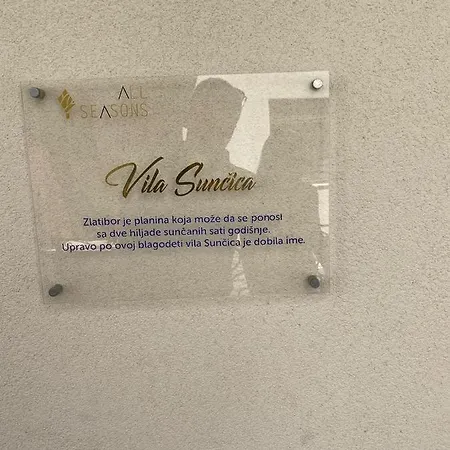 ALL
SEASONS
Vila Sunčica
Zlatibor je planina koja može da se ponosi
sa dve hiljade sunčanih sati godišnje.
Upravo po ovoj blagodeti vila Sunčica je dobila ime.